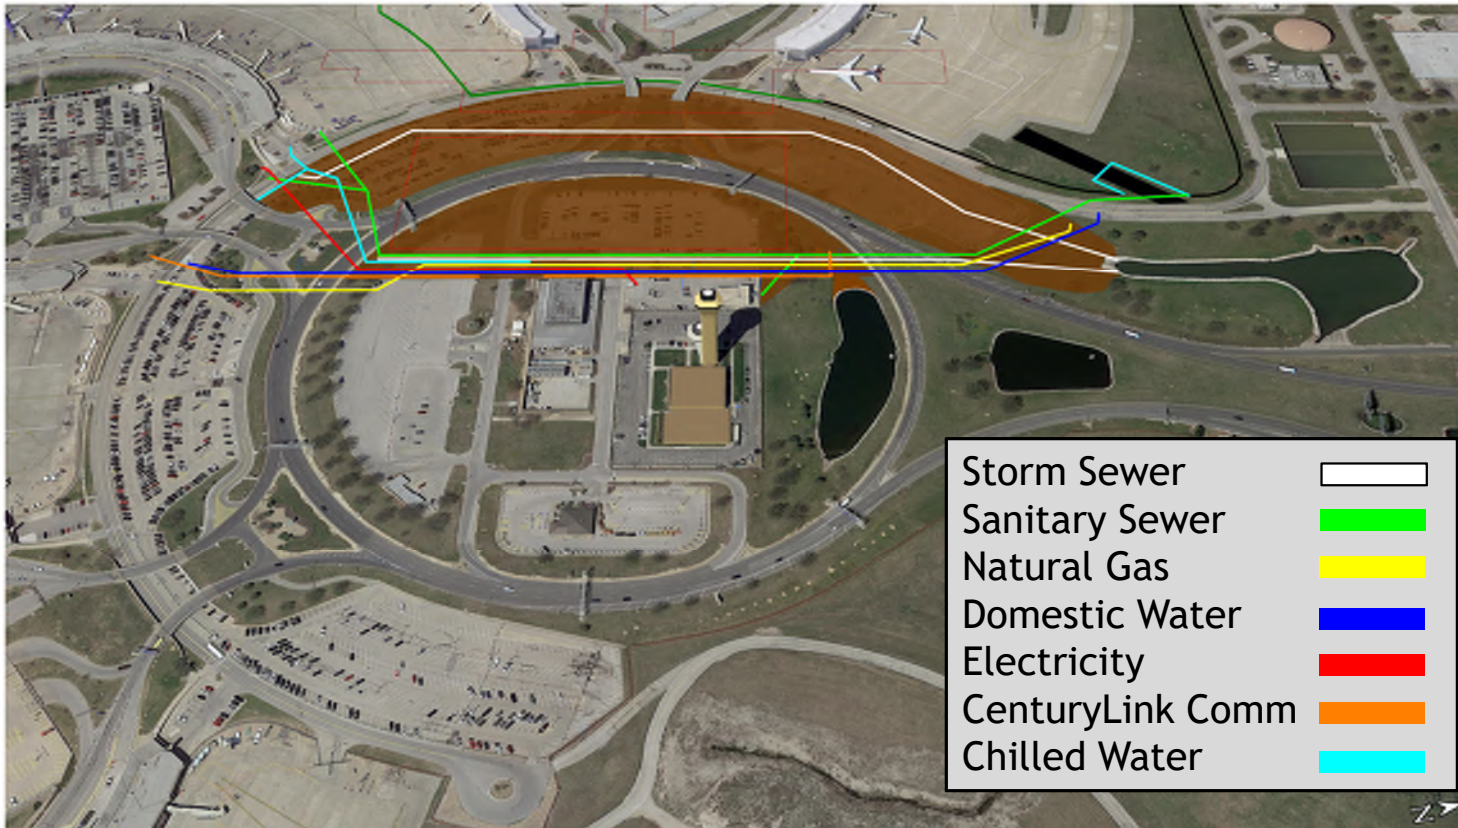 Storm Sewer
Sanitary Sewer
Natural Gas
Domestic Water
Electricity
CenturyLink Comm
Chilled Water
Z